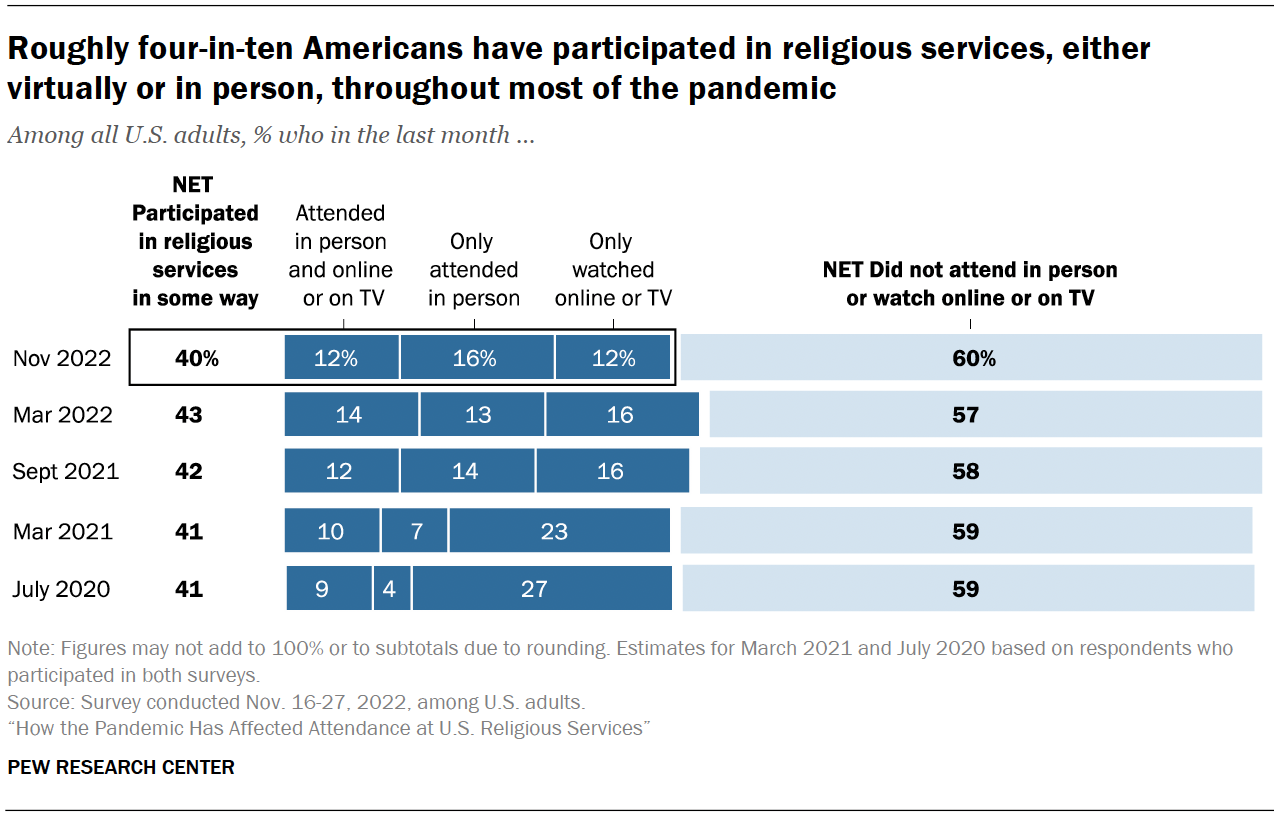 Roughly four-in-ten Americans have participated in religious services, either
virtually or in person, throughout most of the pandemic
Among all U.S. adults, % who in the last month ...
NET
Participated
in religious
services
in some way
Attended
in person
and online
or on TV
Only
attended
in person
Only
watched
online or TV
NET Did not attend in person
or watch online or on TV
Nov 2022 40% 12% 16% 12% 60%
Mar 2022 43 14 13 16 57
Sept 2021 42 12 14 16 58
Mar 2021 41 10 7 23 59
July 2020 41 9 4 27 59
Note: Figures may not add to 100% or to subtotals due to rounding. Estimates for March 2021 and July 2020 based on respondents who
participated in both surveys.
Source: Survey conducted Nov. 16-27, 2022, among U.S. adults.
“How the Pandemic Has Affected Attendance at U.S. Religious Services”
PEW RESEARCH CENTER